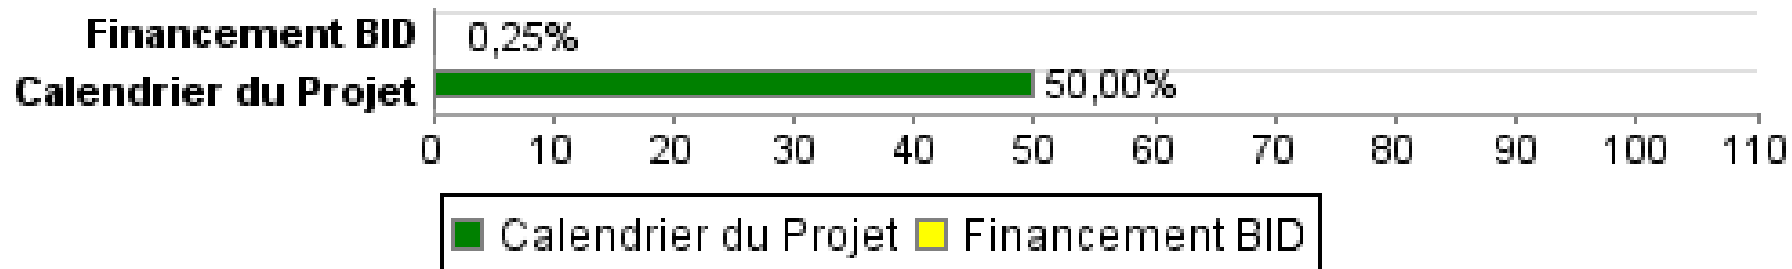 Financement BID 0,25%
Calendrier du Projet 50,00%
0 10 20 30 40 50 60 70 80 90 100 110
Calendrier du Projet Financement BID